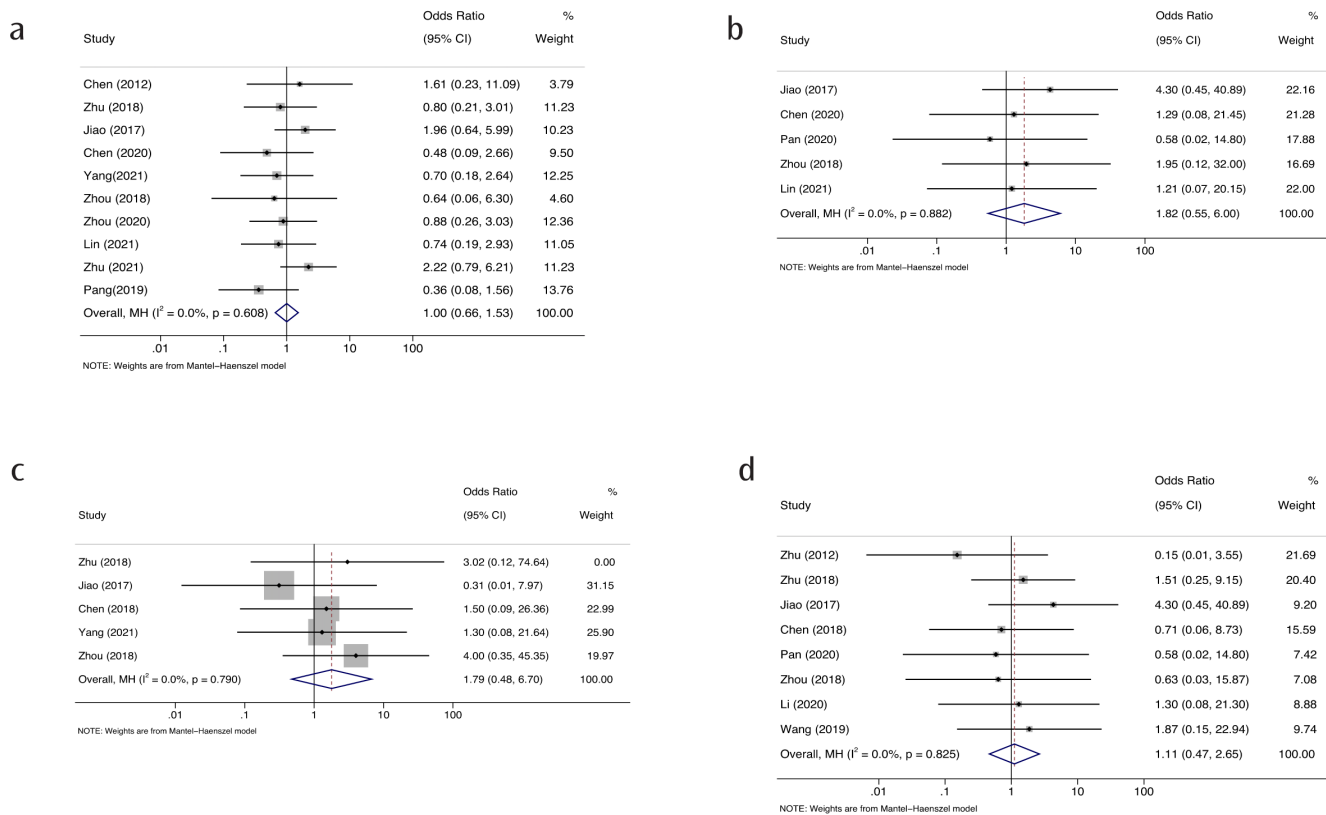 a
Odds Ratio %
Study (95% CI) Weight
Chen (2012) 1.61 (0.23, 11.09) 3.79
Zhu (2018) 0.80 (0.21, 3.01) 11.23
Jiao (2017) 1.96 (0.64, 5.99) 10.23
Chen (2020) 0.48 (0.09, 2.66) 9.50
Yang(2021) 0.70 (0.18, 2.64) 12.25
Zhou (2018) 0.64 (0.06, 6.30) 4.60
Zhou (2020) 0.88 (0.26, 3.03) 12.36
Lin (2021) 0.74 (0.19, 2.93) 11.05
Zhu (2021) 2.22 (0.79, 6.21) 11.23
Pang(2019) 0.36 (0.08, 1.56) 13.76
Overall, MH (I² = 0.0%, p = 0.608) 1.00 (0.66, 1.53) 100.00
.01 .1 1 10 100
NOTE: Weights are from Mantel−Haenszel model
b
Odds Ratio %
Study (95% CI) Weight
Jiao (2017) 4.30 (0.45, 40.89) 22.16
Chen (2020) 1.29 (0.08, 21.45) 21.28
Pan (2020) 0.58 (0.02, 14.80) 17.88
Zhou (2018) 1.95 (0.12, 32.00) 16.69
Lin (2021) 1.21 (0.07, 20.15) 22.00
Overall, MH (I² = 0.0%, p = 0.882) 1.82 (0.55, 6.00) 100.00
.01 .1 1 10 100
NOTE: Weights are from Mantel−Haenszel model
c
Odds Ratio %
Study (95% CI) Weight
Zhu (2018) 3.02 (0.12, 74.64) 0.00
Jiao (2017) 0.31 (0.01, 7.97) 31.15
Chen (2018) 1.50 (0.09, 26.36) 22.99
Yang (2021) 1.30 (0.08, 21.64) 25.90
Zhou (2018) 4.00 (0.35, 45.35) 19.97
Overall, MH (I² = 0.0%, p = 0.790) 1.79 (0.48, 6.70) 100.00
.01 .1 1 10 100
NOTE: Weights are from Mantel−Haenszel model
d
Odds Ratio %
Study (95% CI) Weight
Zhu (2012) 0.15 (0.01, 3.55) 21.69
Zhu (2018) 1.51 (0.25, 9.15) 20.40
Jiao (2017) 4.30 (0.45, 40.89) 9.20
Chen (2018) 0.71 (0.06, 8.73) 15.59
Pan (2020) 0.58 (0.02, 14.80) 7.42
Zhou (2018) 0.63 (0.03, 15.87) 7.08
Li (2020) 1.30 (0.08, 21.30) 8.88
Wang (2019) 1.87 (0.15, 22.94) 9.74
Overall, MH (I² = 0.0%, p = 0.825) 1.11 (0.47, 2.65) 100.00
.01 .1 1 10 100
NOTE: Weights are from Mantel−Haenszel model